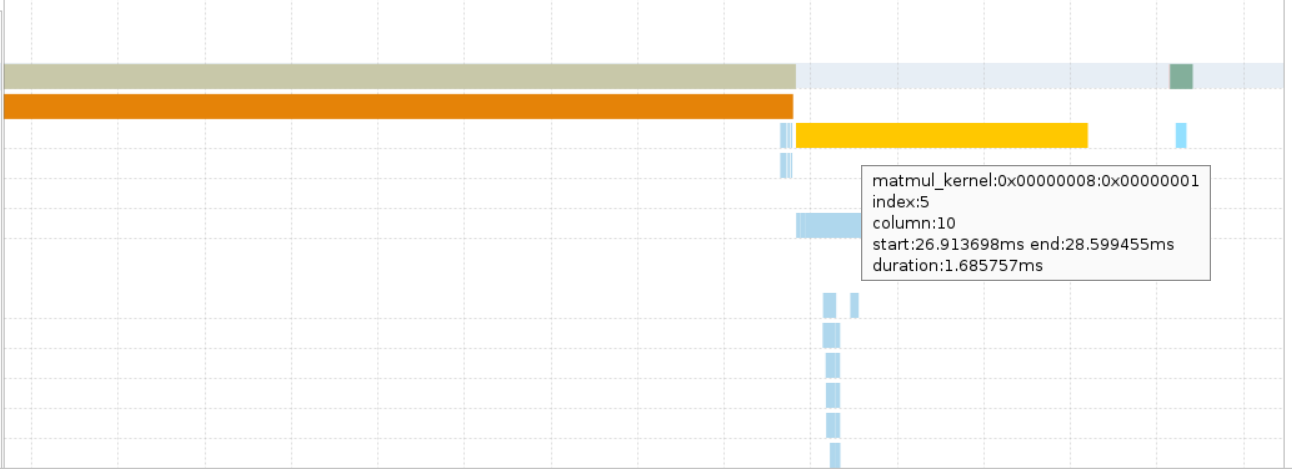 matmul_kernel:0x00000008:0x00000001
index:5
column:10
start:26.913698ms end:28.599455ms
duration:1.685757ms